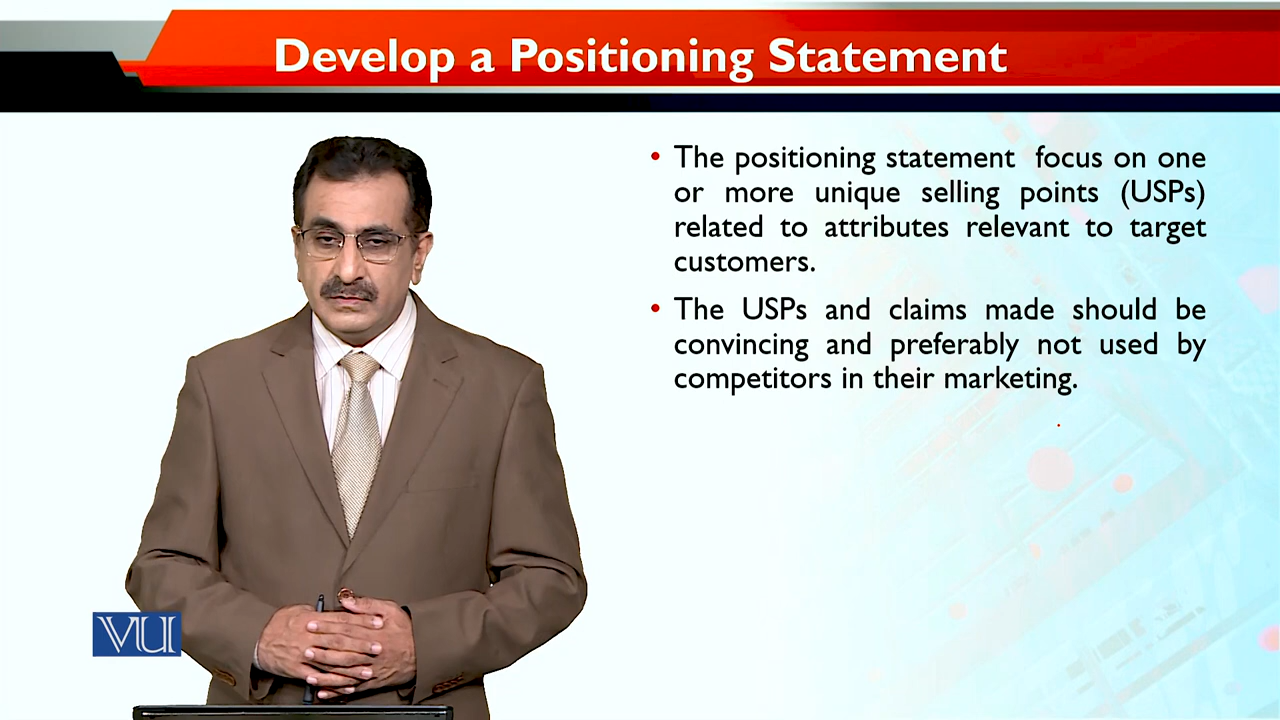 Develop a Positioning Statement
• The positioning statement focus on one
or more unique selling points (USPs)
related to attributes relevant to target
customers.
• The USPs and claims made should be
convincing and preferably not used by
competitors in their marketing.
VU